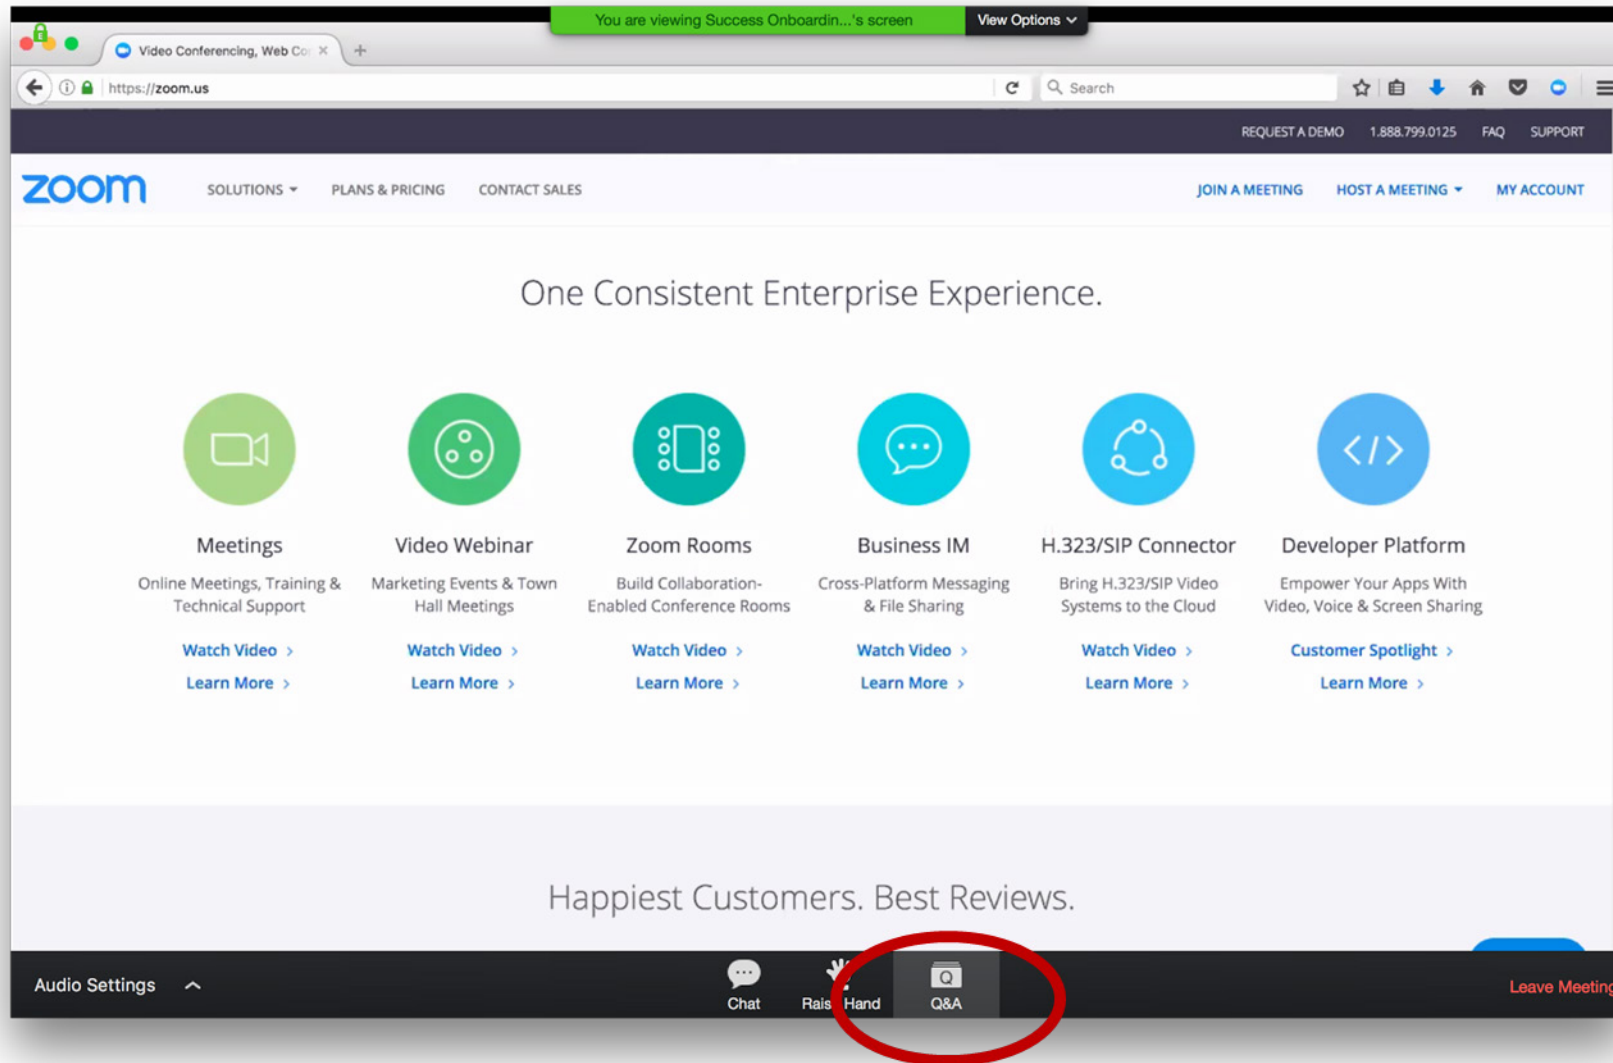 You are viewing Success Onboardin...'s screen View Options
Video Conferencing, Web Co
https://zoom.us Search
REQUEST A DEMO 1.888.799.0125 FAQ SUPPORT
zoom SOLUTIONS PLANS & PRICING CONTACT SALES JOIN A MEETING HOST A MEETING MY ACCOUNT
One Consistent Enterprise Experience.
Meetings
Online Meetings, Training &
Technical Support
Watch Video >
Learn More >
Video Webinar
Marketing Events & Town
Hall Meetings
Watch Video >
Learn More >
Zoom Rooms
Build Collaboration-
Enabled Conference Rooms
Watch Video >
Learn More >
Business IM
Cross-Platform Messaging
& File Sharing
Watch Video >
Learn More >
H.323/SIP Connector
Bring H.323/SIP Video
Systems to the Cloud
Watch Video >
Learn More >
Developer Platform
Empower Your Apps With
Video, Voice & Screen Sharing
Customer Spotlight >
Learn More >
Happiest Customers. Best Reviews.
Audio Settings
Chat
Raise Hand
Q
Q&A
Leave Meeting